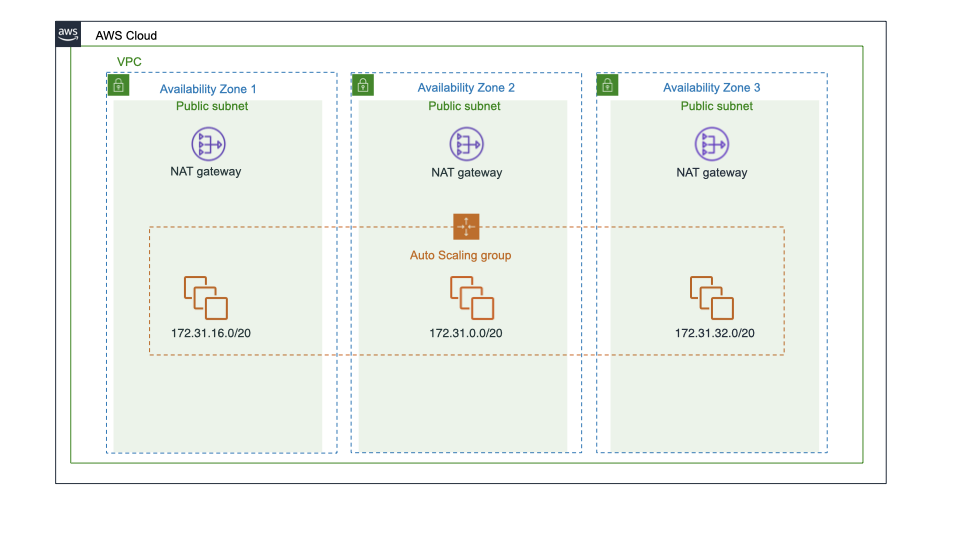 aws
AWS Cloud
VPC
Availability Zone 1
Availability Zone 2
Availability Zone 3
Public subnet
Public subnet
Public subnet
NAT gateway
NAT gateway
NAT gateway
Auto Scaling group
172.31.16.0/20
172.31.0.0/20
172.31.32.0/20